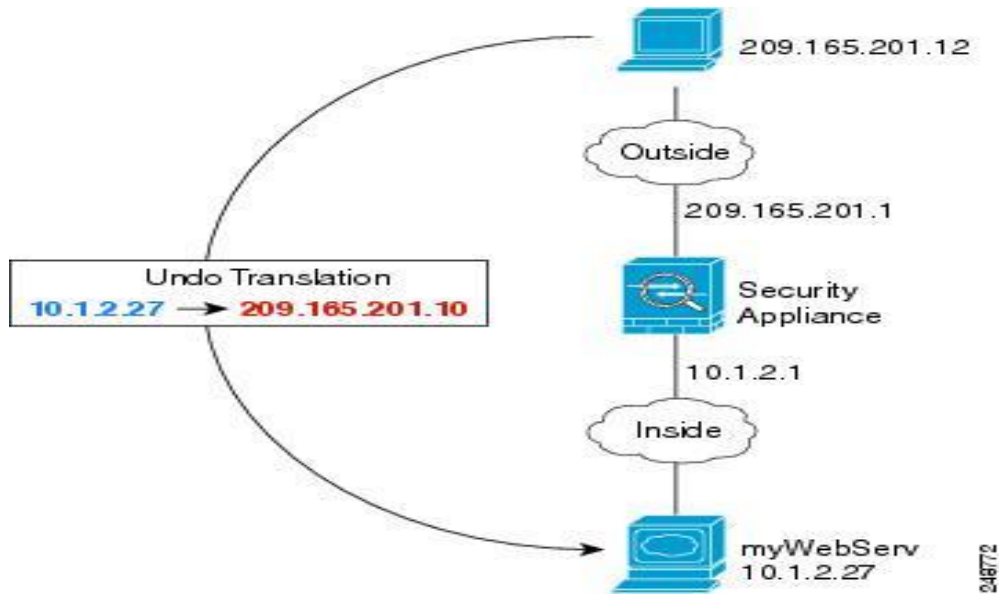 209.165.201.12
Outside
209.165.201.1
Undo Translation
10.1.2.27 → 209.165.201.10
Security
Appliance
10.1.2.1
Inside
myWebServ
10.1.2.27
248772